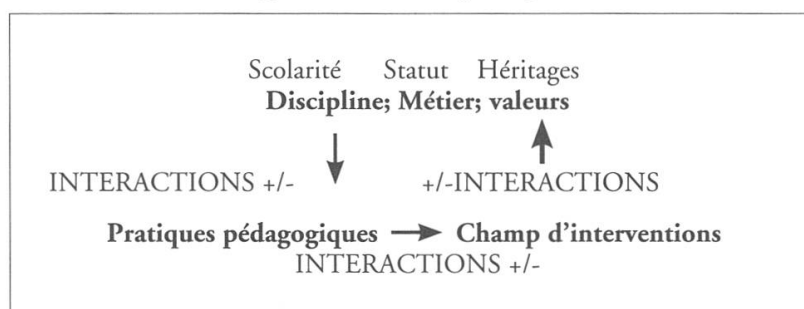 Scolarité Statut Héritages
Discipline; Métier; valeurs
INTERACTIONS +/- +/-INTERACTIONS
Pratiques pédagogiques Champ d'interventions
INTERACTIONS +/-